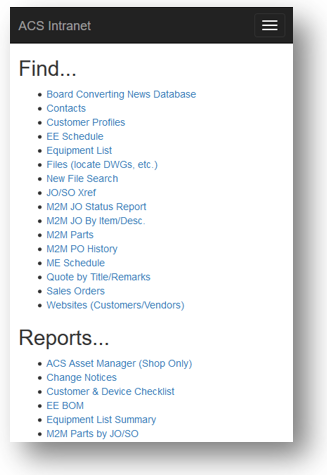 ACS Intranet
Find...
Board Converting News Database
Contacts
Customer Profiles
EE Schedule
Equipment List
Files (locate DWGs, etc.)
New File Search
JO/SO Xref
M2M JO Status Report
M2M JO By Item/Desc.
M2M Parts
M2M PO History
ME Schedule
Quote by Title/Remarks
Sales Orders
Websites (Customers/Vendors)
Reports...
ACS Asset Manager (Shop Only)
Change Notices
Customer & Device Checklist
EE BOM
Equipment List Summary
M2M Parts by JO/SO